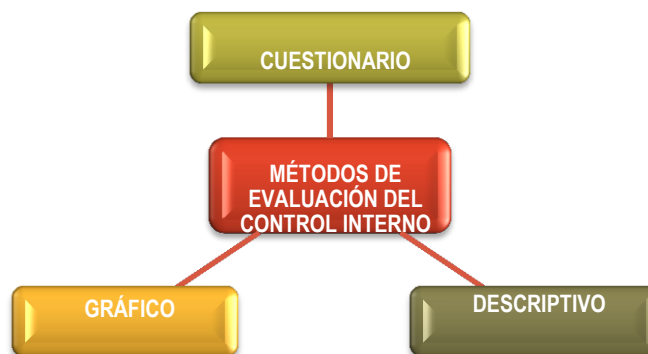 CUESTIONARIO
MÉTODOS DE
EVALUACIÓN DEL
CONTROL INTERNO
GRÁFICO
DESCRIPTIVO